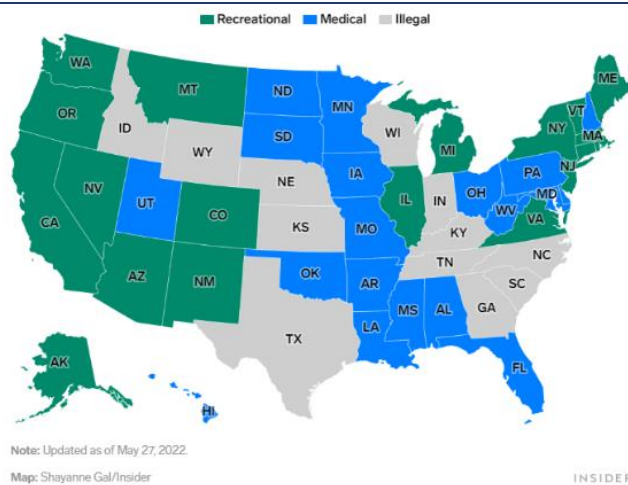 Recreational Medical Illegal
WA
MT
ND
MN
ME
OR
ID
SD
WI
VT
NY
MA
WY
MI
IA
NJ
NE
PA
NV
UT
IL
IN
OH
MD
CO
WV
VA
CA
KS
MO
KY
NC
TN
AZ
NM
OK
AR
SC
MS
AL
GA
TX
LA
AK
FL
HI
Note: Updated as of May 27, 2022.
Map: Shayanne Gal/Insider
INSIDER